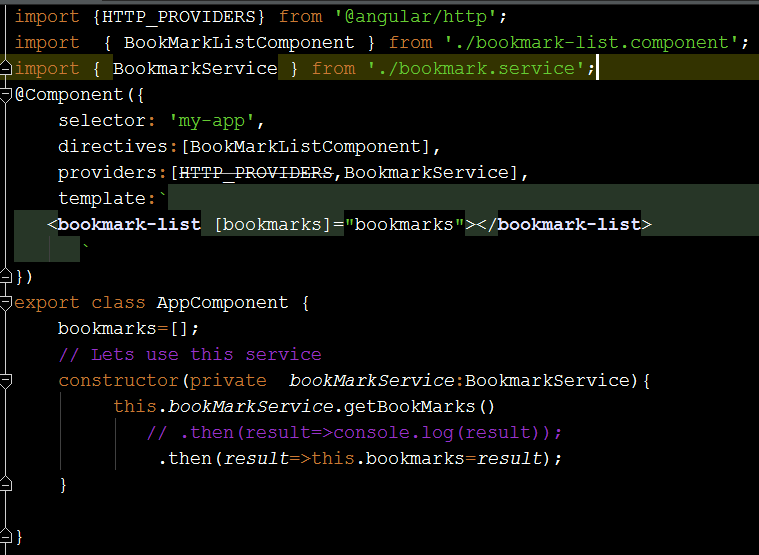 import {HTTP_PROVIDERS} from '@angular/http';
import  { BookMarkListComponent } from './bookmark-list.component';
import { BookmarkService } from './bookmark.service';
@Component({
    selector: 'my-app',
    directives:[BookMarkListComponent],
    providers:[HTTP_PROVIDERS,BookmarkService],
    template:`
   <bookmark-list [bookmarks]="bookmarks"></bookmark-list>
      `
})
export class AppComponent {
    bookmarks=[];
    // Lets use this service
    constructor(private  bookMarkService:BookmarkService){
         this.bookMarkService.getBookMarks()
            // .then(result=>console.log(result));
             .then(result=>this.bookmarks=result);
    }
}